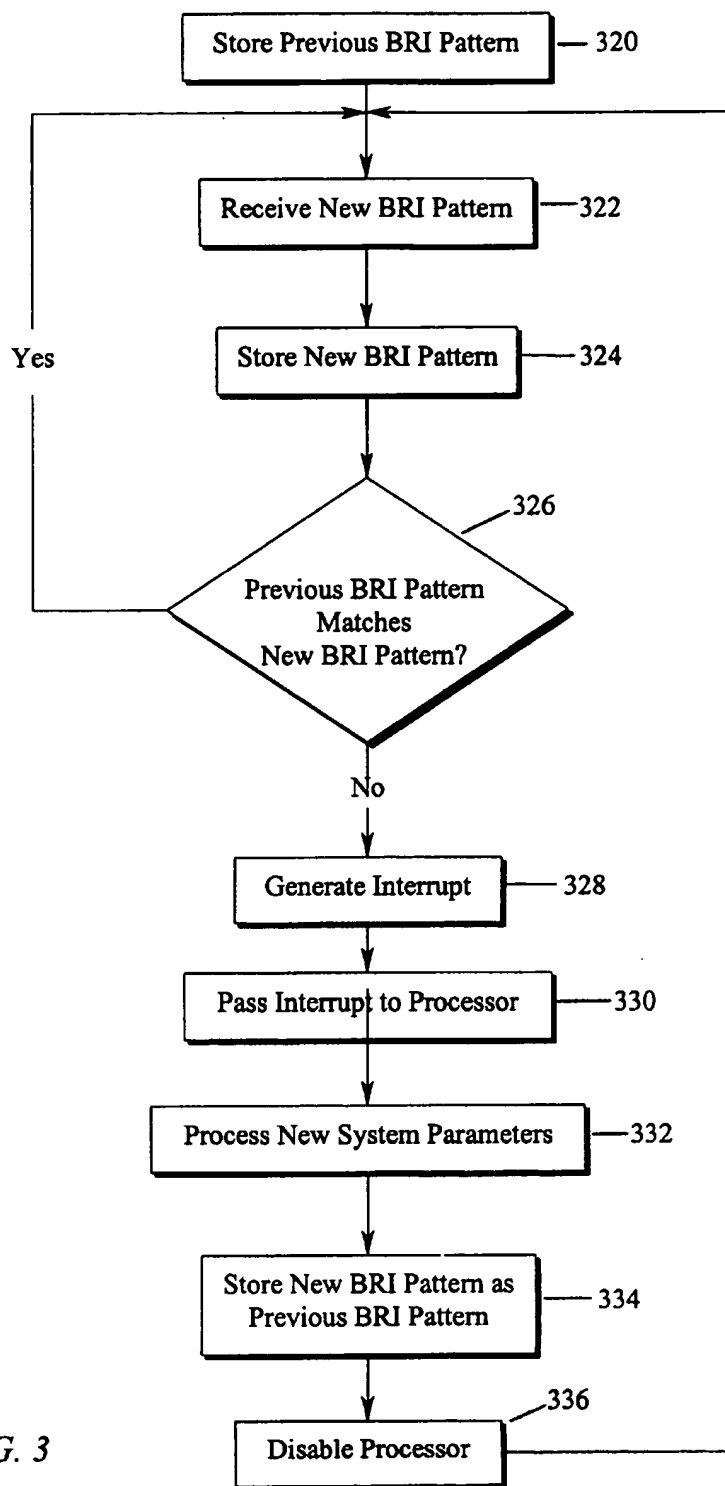 Store Previous BRI Pattern
320
Receive New BRI Pattern
322
Store New BRI Pattern
324
Yes
326
Previous BRI Pattern
Matches
New BRI Pattern?
No
Generate Interrupt
328
Pass Interrupt to Processor
330
Process New System Parameters
332
Store New BRI Pattern as
Previous BRI Pattern
334
336
Disable Processor
G. 3